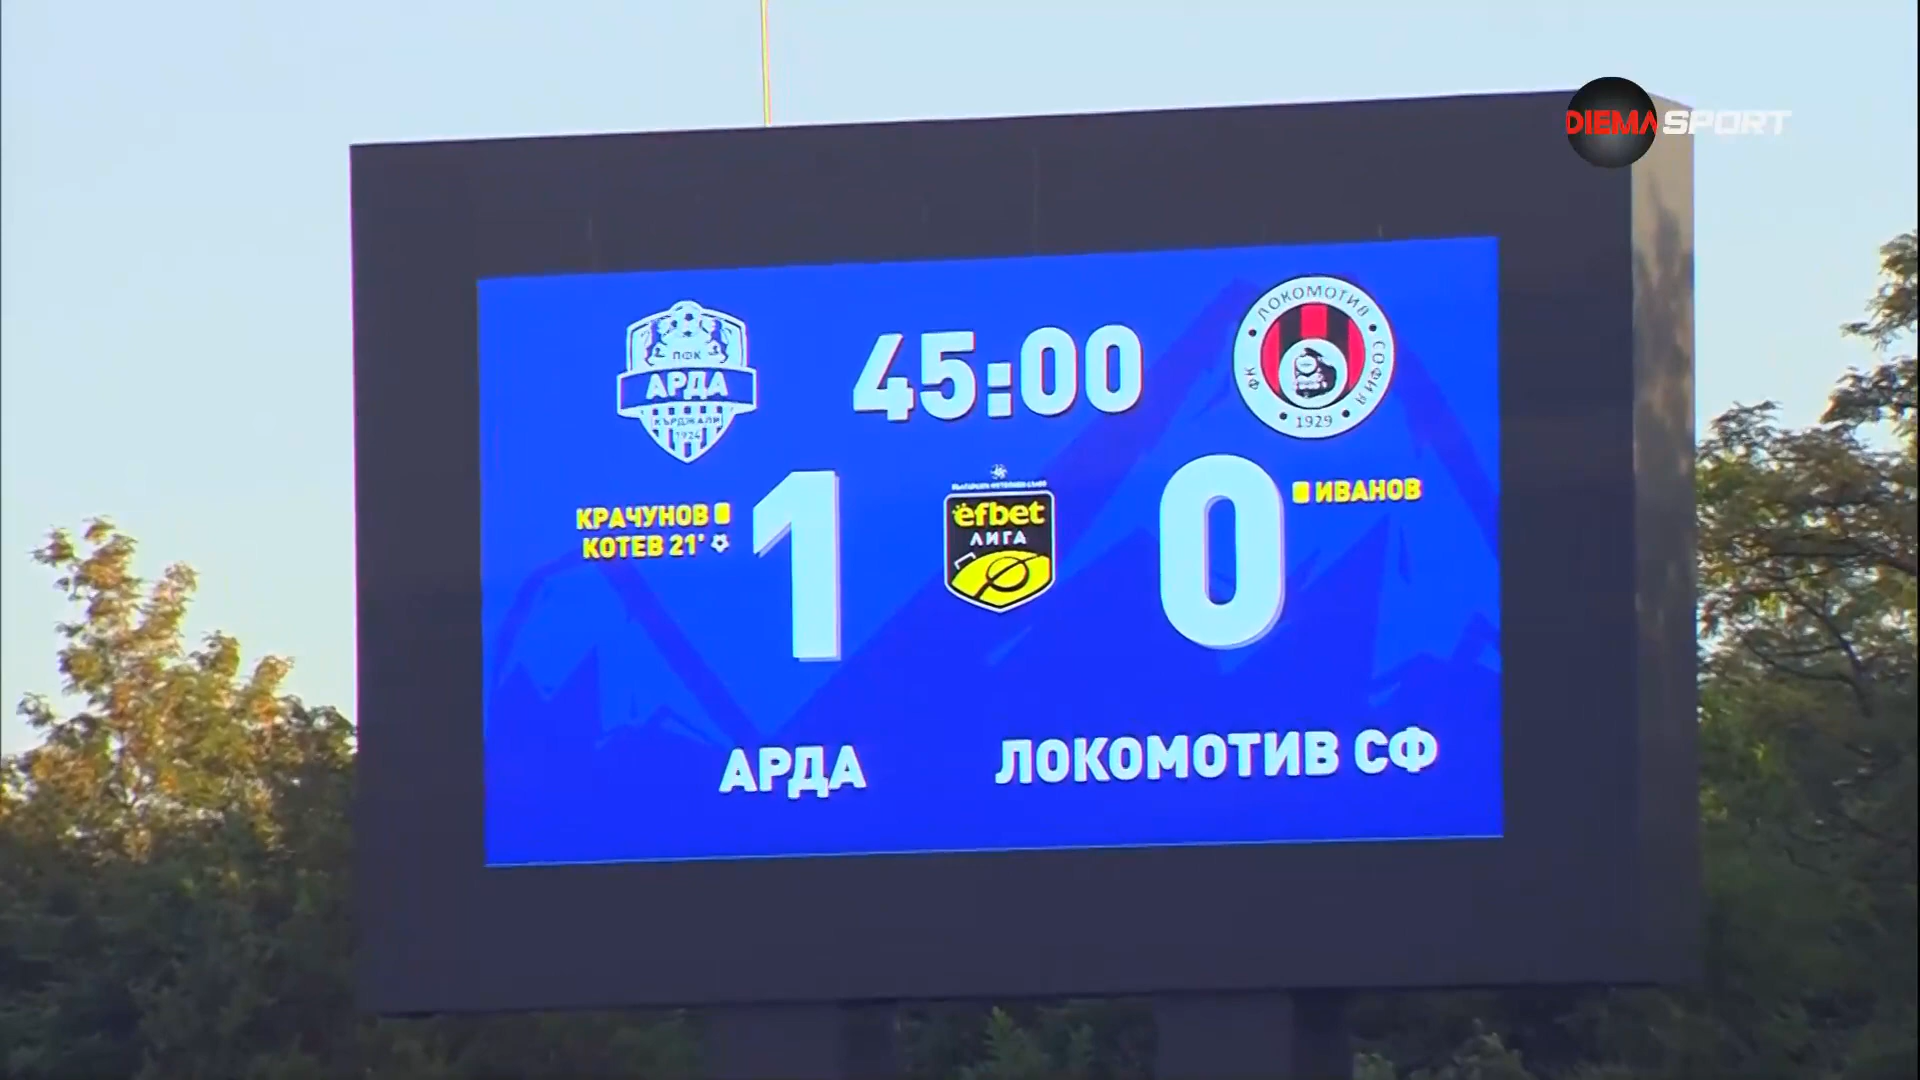 DIEMA SPORT
ПФК
АРДА
КЪРДЖАЛИ
1924
45:00
ЛОКОМОТИВ СОФИЯ
ФК
1929
КРАЧУНОВ
КОТЕВ 21'
1
efbet
ЛИГА
0
ИВАНОВ
АРДА
ЛОКОМОТИВ СФ